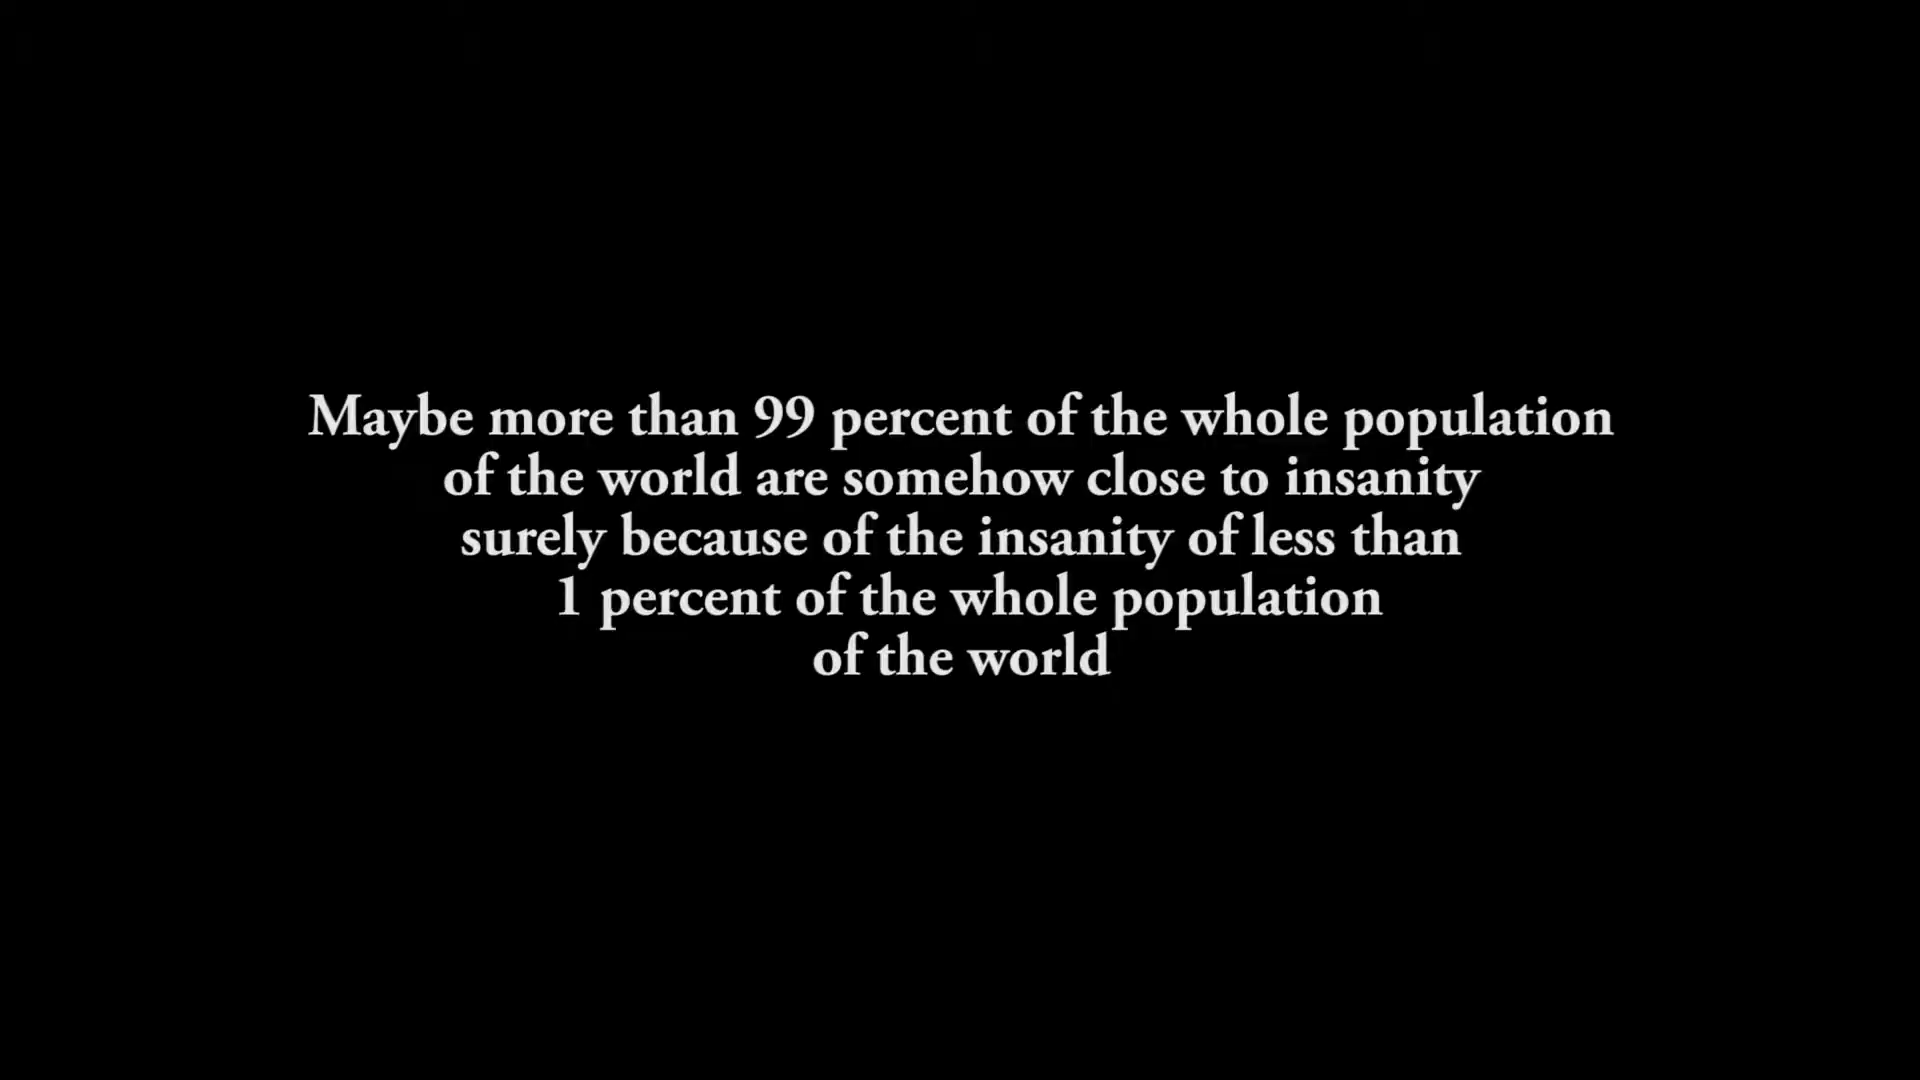 Maybe more than 99 percent of the whole population
of the world are somehow close to insanity
surely because of the insanity of less than
1 percent of the whole population
of the world